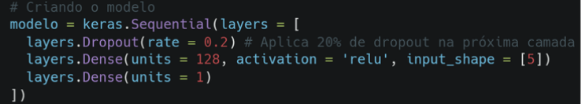 # Criando o modelo
modelo = keras.Sequential(layers = [
  layers.Dropout(rate = 0.2) # Aplica 20% de dropout na próxima camada
  layers.Dense(units = 128, activation = 'relu', input_shape = [5])
  layers.Dense(units = 1)
])